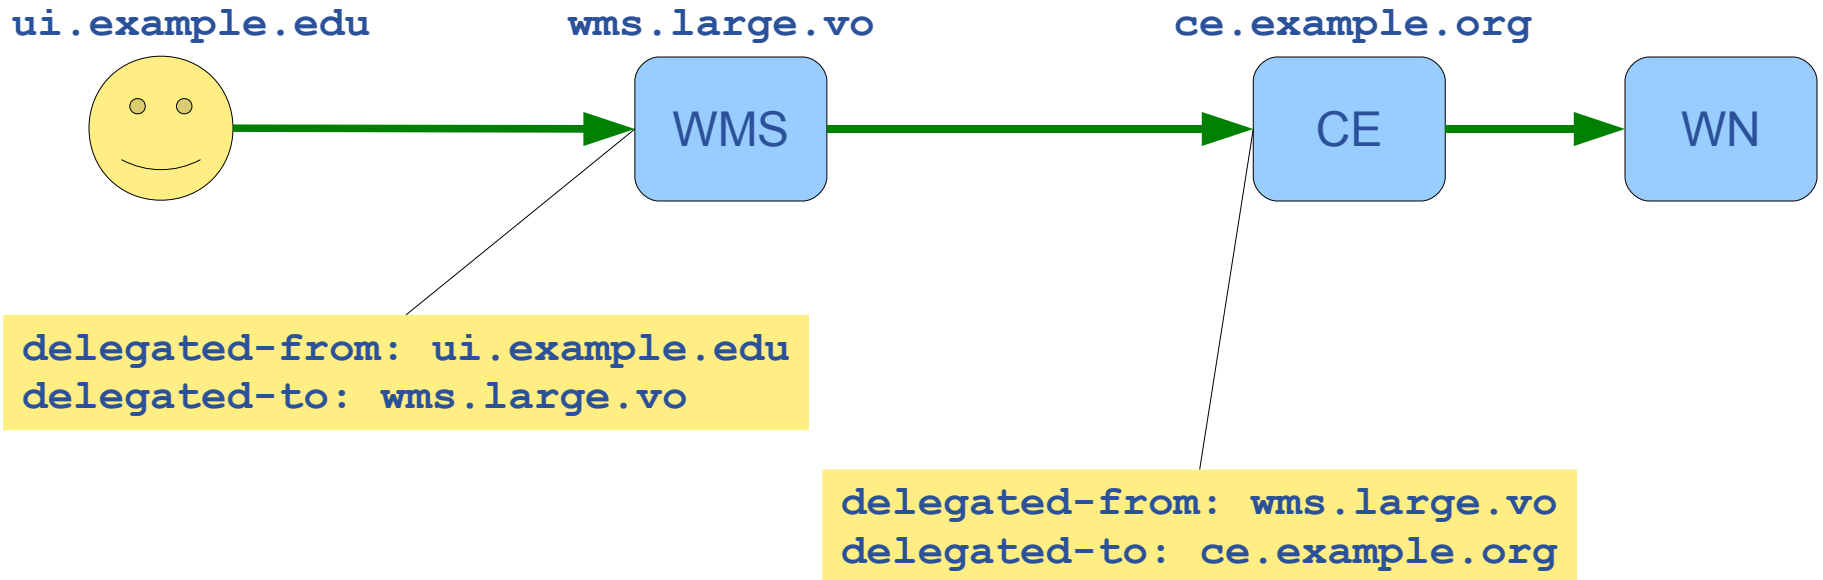 ui.example.edu
wms.large.vo
ce.example.org
WMS
CE
WN
delegated-from: ui.example.edu
delegated-to: wms.large.vo
delegated-from: wms.large.vo
delegated-to: ce.example.org